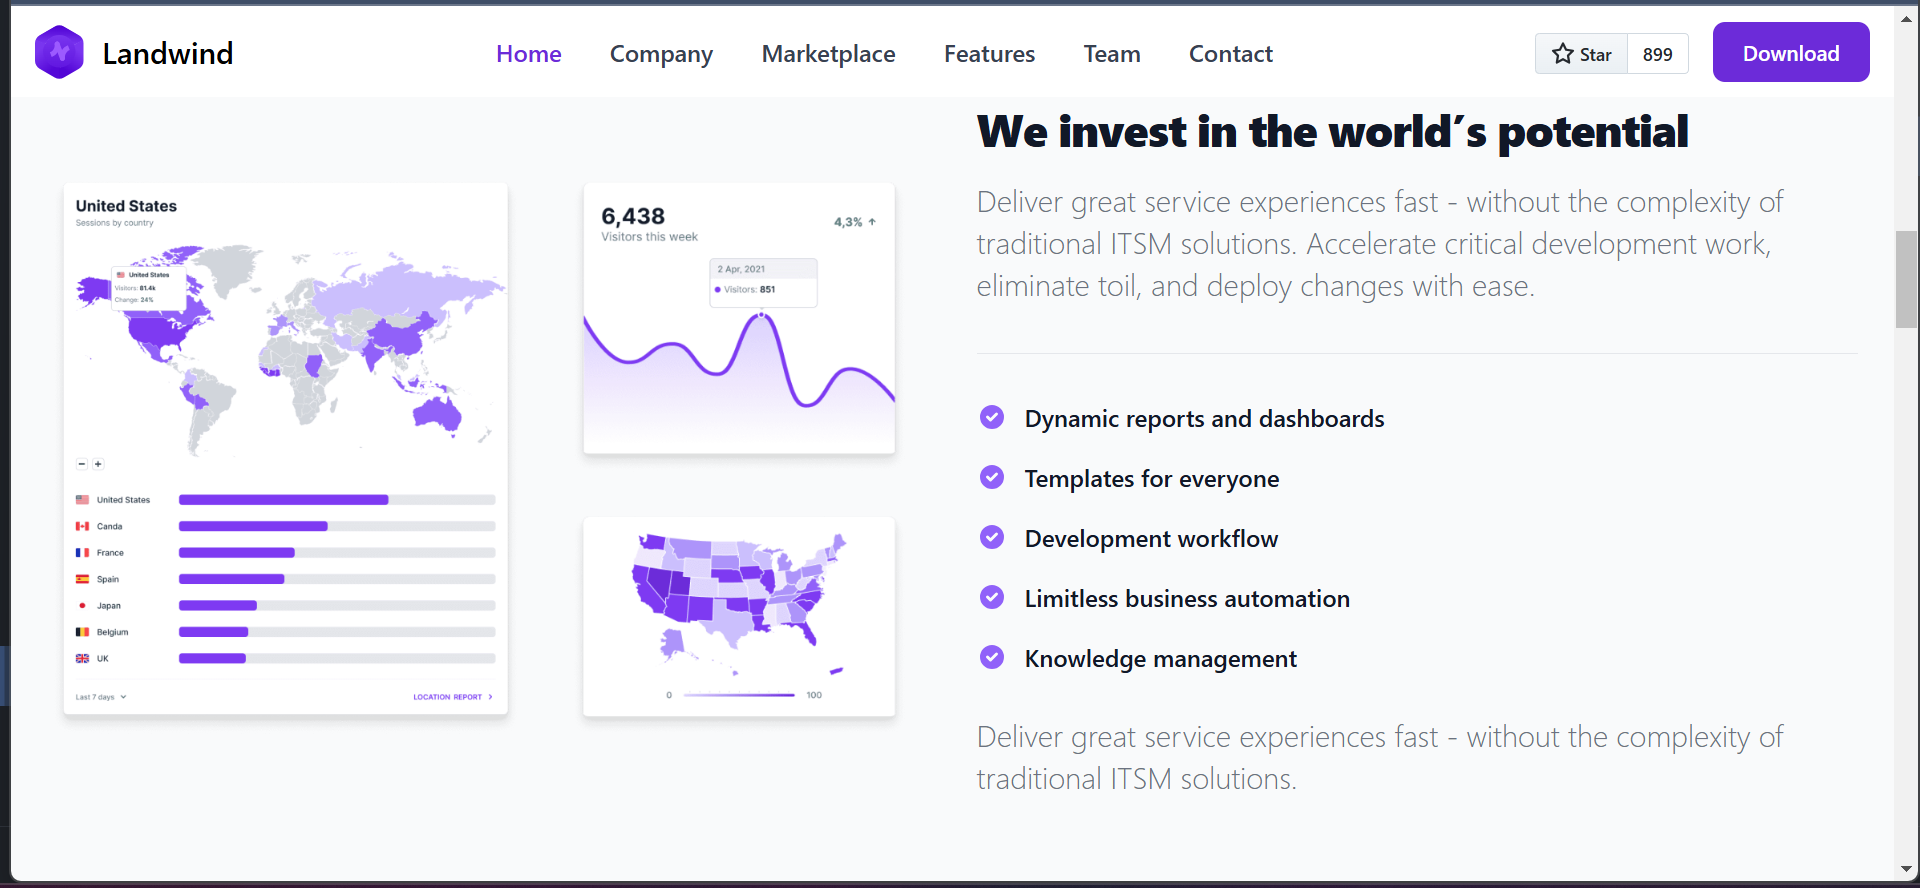 Landwind
Home
Company
Marketplace
Features
Team
Contact
Star
899
Download
United States
Sessions by country
United States
Visitors: 81.4k
Change: 24%
United States
Canda
France
Spain
Japan
Belgium
UK
Last 7 days
LOCATION REPORT
6,438
4,3%
Visitors this week
2 Apr, 2021
Visitors: 851
0
100
We invest in the world´s potential
Deliver great service experiences fast - without the complexity of
traditional ITSM solutions. Accelerate critical development work,
eliminate toil, and deploy changes with ease.
Dynamic reports and dashboards
Templates for everyone
Development workflow
Limitless business automation
Knowledge management
Deliver great service experiences fast - without the complexity of
traditional ITSM solutions.